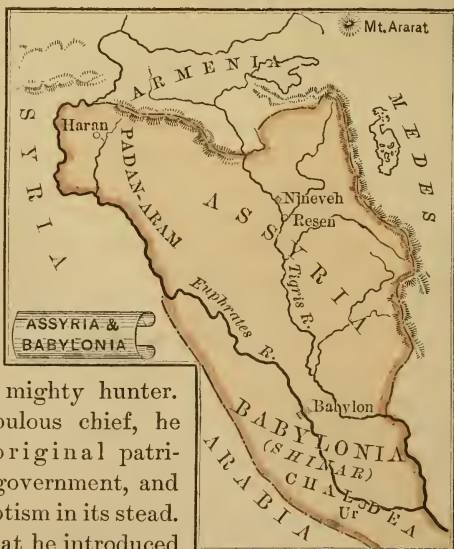 Mt. Ararat
ARMENIA
MEDES
SYRIA
Haran
PADAN-ARAM
ASSYRIA
Nineveh
Resen
Tigris R.
Euphrates R.
ASSYRIA &
BABYLONIA
Babylon
BABYLONIA
(SHINAR)
CHALDEA
Ur
ARABIA
mighty hunter.
pulous chief, he
original patri-
government, and
otism in its stead.
at he introduced